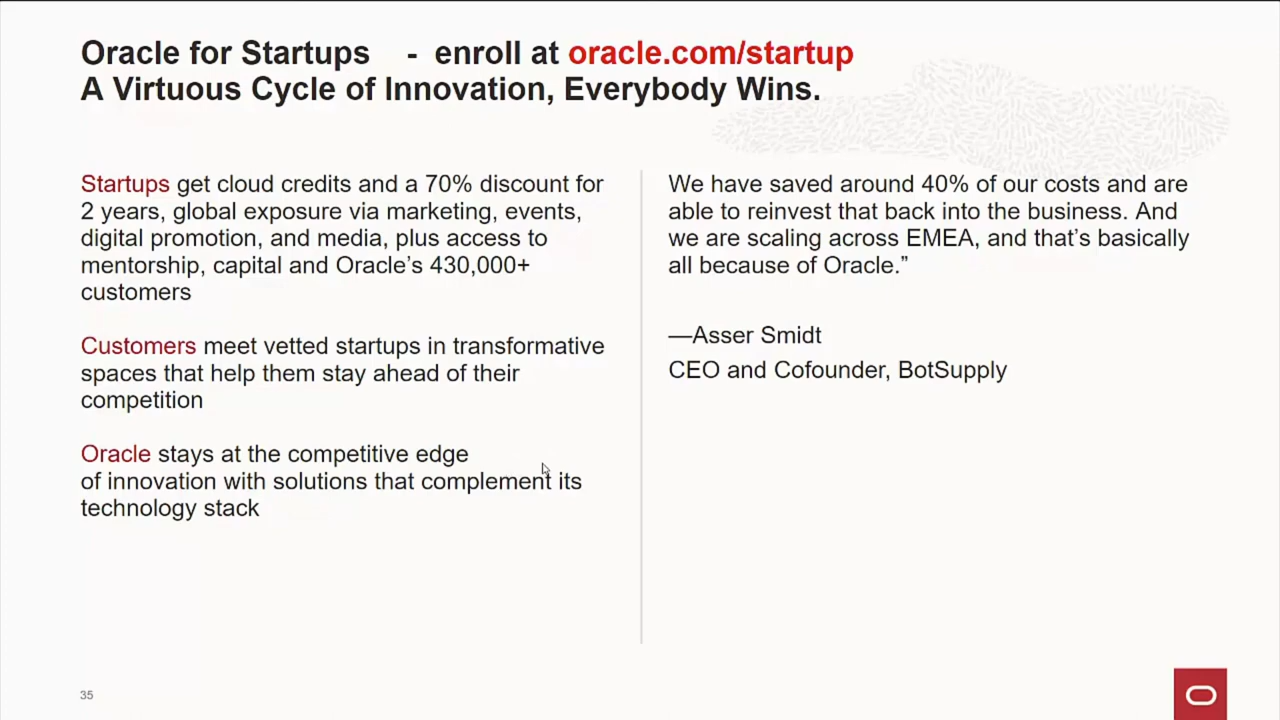 Oracle for Startups - enroll at oracle.com/startup
A Virtuous Cycle of Innovation, Everybody Wins.
Startups get cloud credits and a 70% discount for
2 years, global exposure via marketing, events,
digital promotion, and media, plus access to
mentorship, capital and Oracle’s 430,000+
customers
Customers meet vetted startups in transformative
spaces that help them stay ahead of their
competition
Oracle stays at the competitive edge
of innovation with solutions that complement its
technology stack
We have saved around 40% of our costs and are
able to reinvest that back into the business. And
we are scaling across EMEA, and that’s basically
all because of Oracle.”
—Asser Smidt
CEO and Cofounder, BotSupply
35